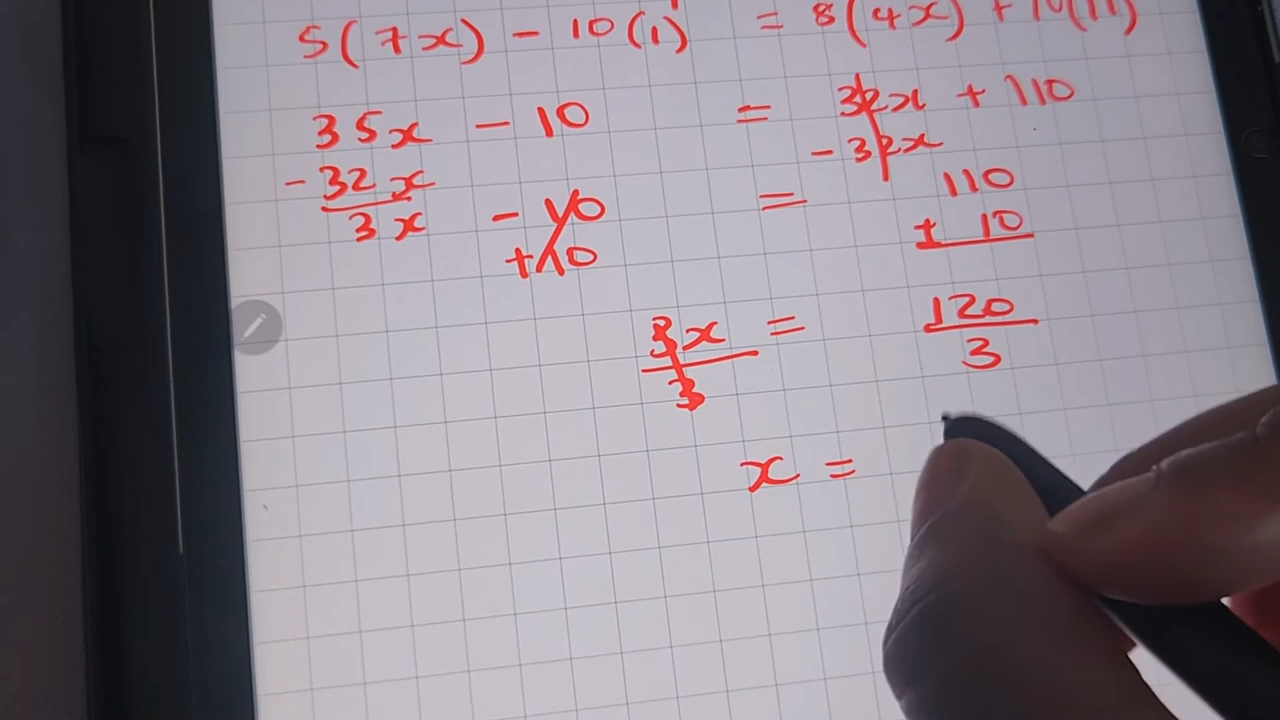 5(7x) - 10(1) = 8(4x) + 10(11)
35x - 10 = 32x + 110
-32x - 32x
3x - 10 = 110
+10 + 10
3x = 120
3 3
x =